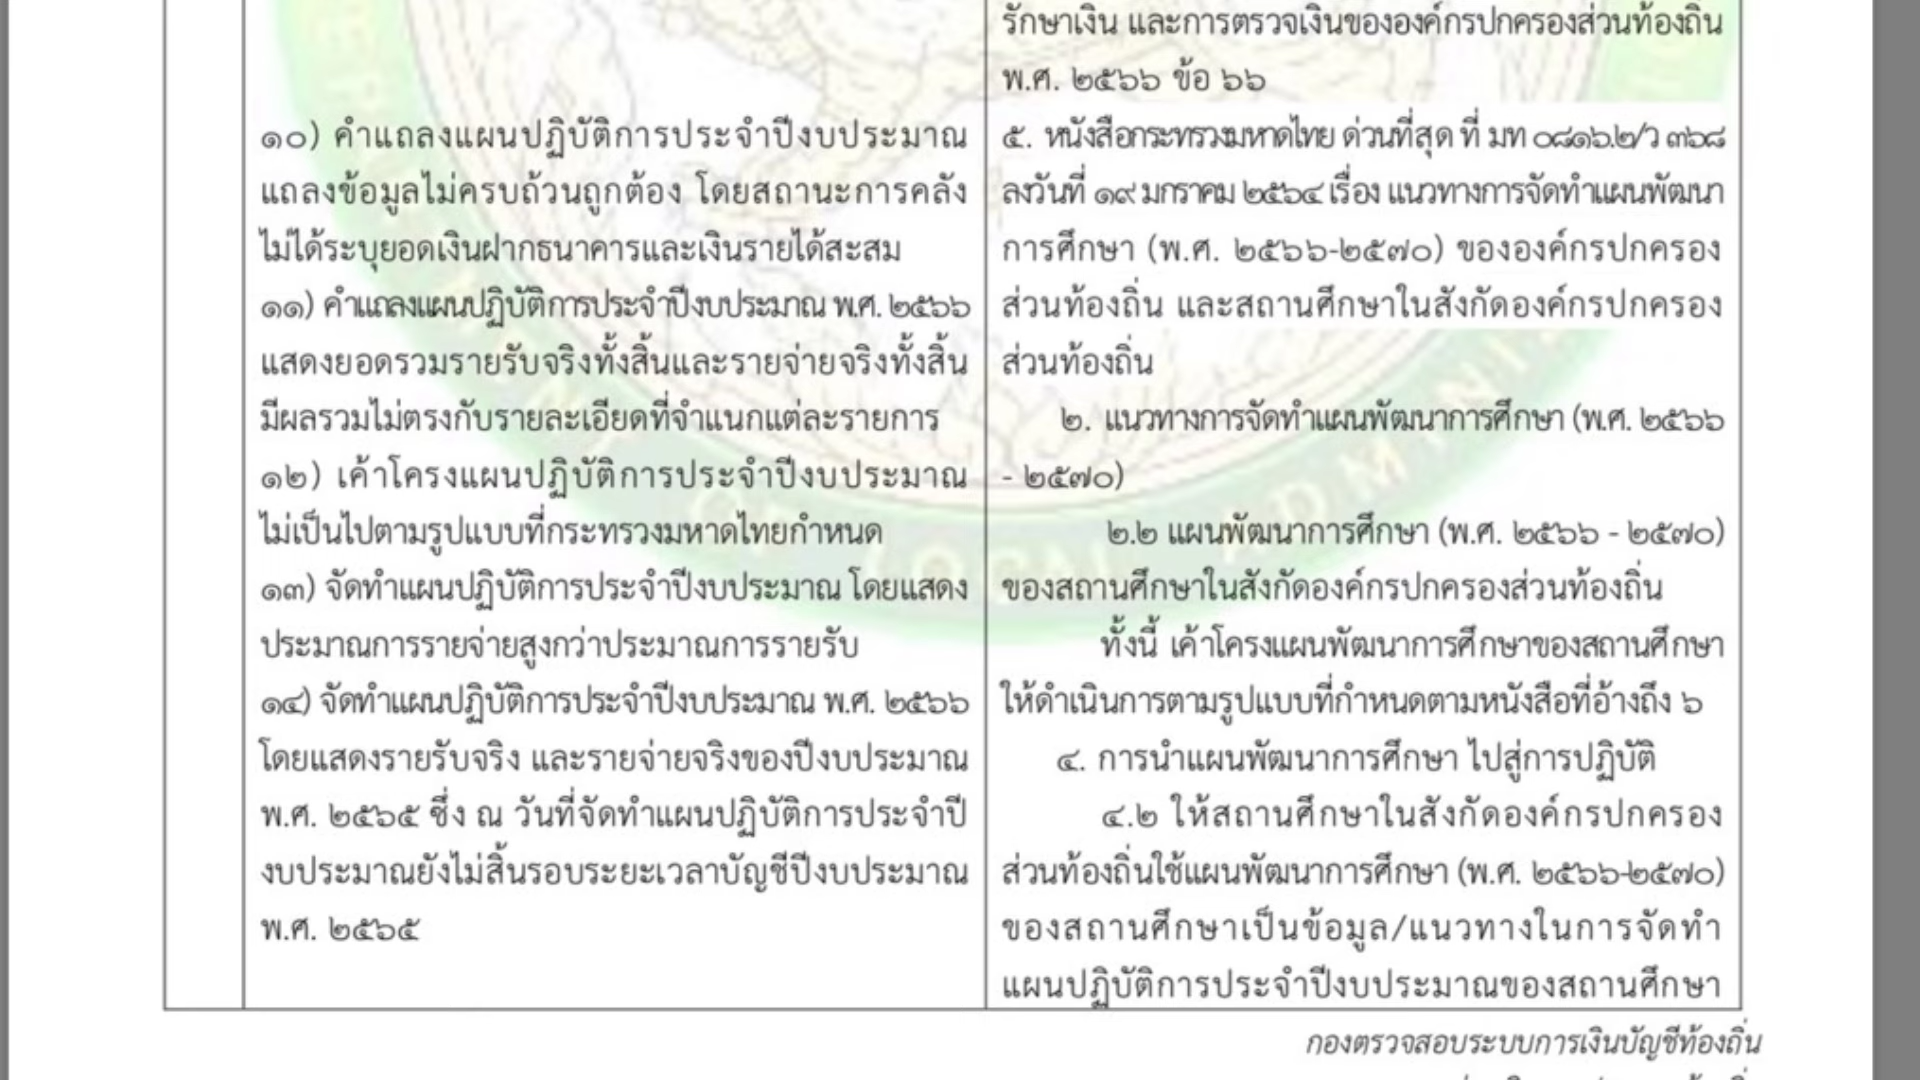 ๑๐) คำแถลงแผนปฏิบัติการประจำปีงบประมาณ
แถลงข้อมูลไม่ครบถ้วนถูกต้อง โดยสถานะการคลัง
ไม่ได้ระบุยอดเงินฝากธนาคารและเงินรายได้สะสม
๑๑) คำแถลงแผนปฏิบัติการประจำปีงบประมาณ พ.ศ. ๒๕๖๖
แสดงยอดรวมรายรับจริงทั้งสิ้นและรายจ่ายจริงทั้งสิ้น
มีผลรวมไม่ตรงกับรายละเอียดที่จำแนกแต่ละรายการ
๑๒) เค้าโครงแผนปฏิบัติการประจำปีงบประมาณ
ไม่เป็นไปตามรูปแบบที่กระทรวงมหาดไทยกำหนด
๑๓) จัดทำแผนปฏิบัติการประจำปีงบประมาณ โดยแสดง
ประมาณการรายจ่ายสูงกว่าประมาณการรายรับ
๑๔) จัดทำแผนปฏิบัติการประจำปีงบประมาณ พ.ศ. ๒๕๖๖
โดยแสดงรายรับจริง และรายจ่ายจริงของปีงบประมาณ
พ.ศ. ๒๕๖๕ ซึ่ง ณ วันที่จัดทำแผนปฏิบัติการประจำปี
งบประมาณยังไม่สิ้นรอบระยะเวลาบัญชีปีงบประมาณ
พ.ศ. ๒๕๖๕
รักษาเงิน และการตรวจเงินขององค์กรปกครองส่วนท้องถิ่น
พ.ศ. ๒๕๖๖ ข้อ ๖๖
๕. หนังสือกระทรวงมหาดไทย ด่วนที่สุด ที่ มท ๐๘๑๖.๒/ว ๓๖๘
ลงวันที่ ๑๙ มกราคม ๒๕๖๔ เรื่อง แนวทางการจัดทำแผนพัฒนา
การศึกษา (พ.ศ. ๒๕๖๖-๒๕๗๐) ขององค์กรปกครอง
ส่วนท้องถิ่น และสถานศึกษาในสังกัดองค์กรปกครอง
ส่วนท้องถิ่น
๒. แนวทางการจัดทำแผนพัฒนาการศึกษา (พ.ศ. ๒๕๖๖
- ๒๕๗๐)
๒.๒ แผนพัฒนาการศึกษา (พ.ศ. ๒๕๖๖ - ๒๕๗๐)
ของสถานศึกษาในสังกัดองค์กรปกครองส่วนท้องถิ่น
ทั้งนี้ เค้าโครงแผนพัฒนาการศึกษาของสถานศึกษา
ให้ดำเนินการตามรูปแบบที่กำหนดตามหนังสือที่อ้างถึง ๖
๔. การนำแผนพัฒนาการศึกษา ไปสู่การปฏิบัติ
๔.๒ ให้สถานศึกษาในสังกัดองค์กรปกครอง
ส่วนท้องถิ่นใช้แผนพัฒนาการศึกษา (พ.ศ. ๒๕๖๖-๒๕๗๐)
ของสถานศึกษาเป็นข้อมูล/แนวทางในการจัดทำ
แผนปฏิบัติการประจำปีงบประมาณของสถานศึกษา
กองตรวจสอบระบบการเงินบัญชีท้องถิ่น